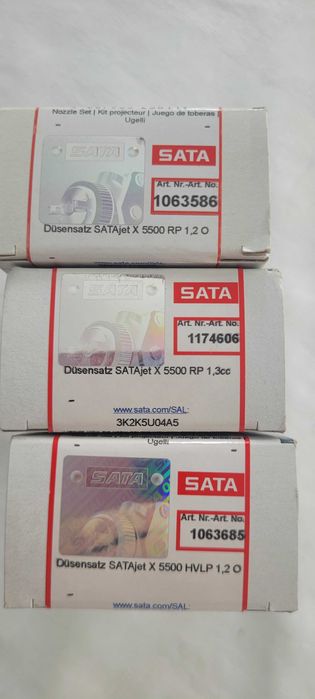 Nozzle Set | Kit projecteur | Juego de toberas |
Ugelli
SATA
SATA
Art. Nr.-Art. No.
1063586
Düsensatz SATAjet X 5500 RP 1,2 O
SATA
SATA
Art. Nr.-Art. No.
1174606
Düsensatz SATAjet X 5500 RP 1,3cc
www.sata.com/SAL:
3K2K5U04A5
Ugelli
SATA
SATA
Art. Nr.-Art. No.
1063685
Düsensatz SATAjet X 5500 HVLP 1,2 O
www.sata.com/SAL: